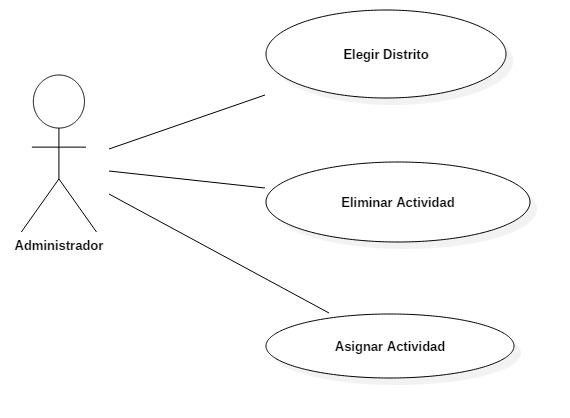 Elegir Distrito
Eliminar Actividad
Administrador
Asignar Actividad